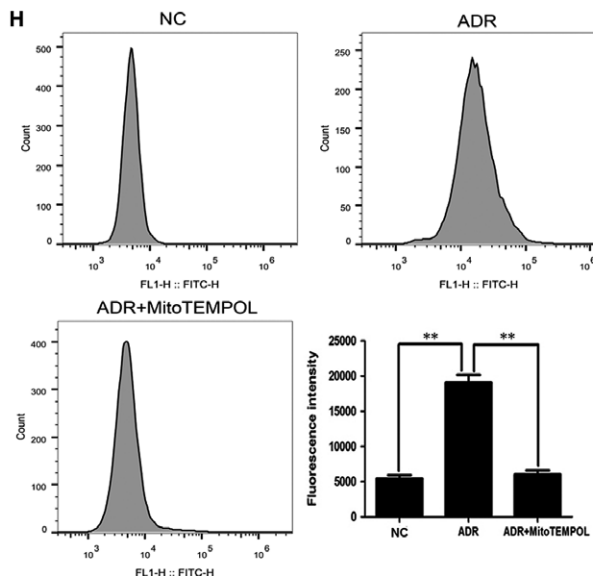 H
NC
500
400
300
200
100
0
Count
10³ 10⁴ 10⁵ 10⁶
FL1-H :: FITC-H
ADR
250
200
150
100
50
0
Count
10³ 10⁴ 10⁵ 10⁶
FL1-H :: FITC-H
ADR+MitoTEMPOL
400
300
200
100
0
Count
10³ 10⁴ 10⁵ 10⁶
FL1-H :: FITC-H
25000
20000
15000
10000
5000
0
Fluorescence intensity
** **
NC ADR ADR+MitoTEMPOL